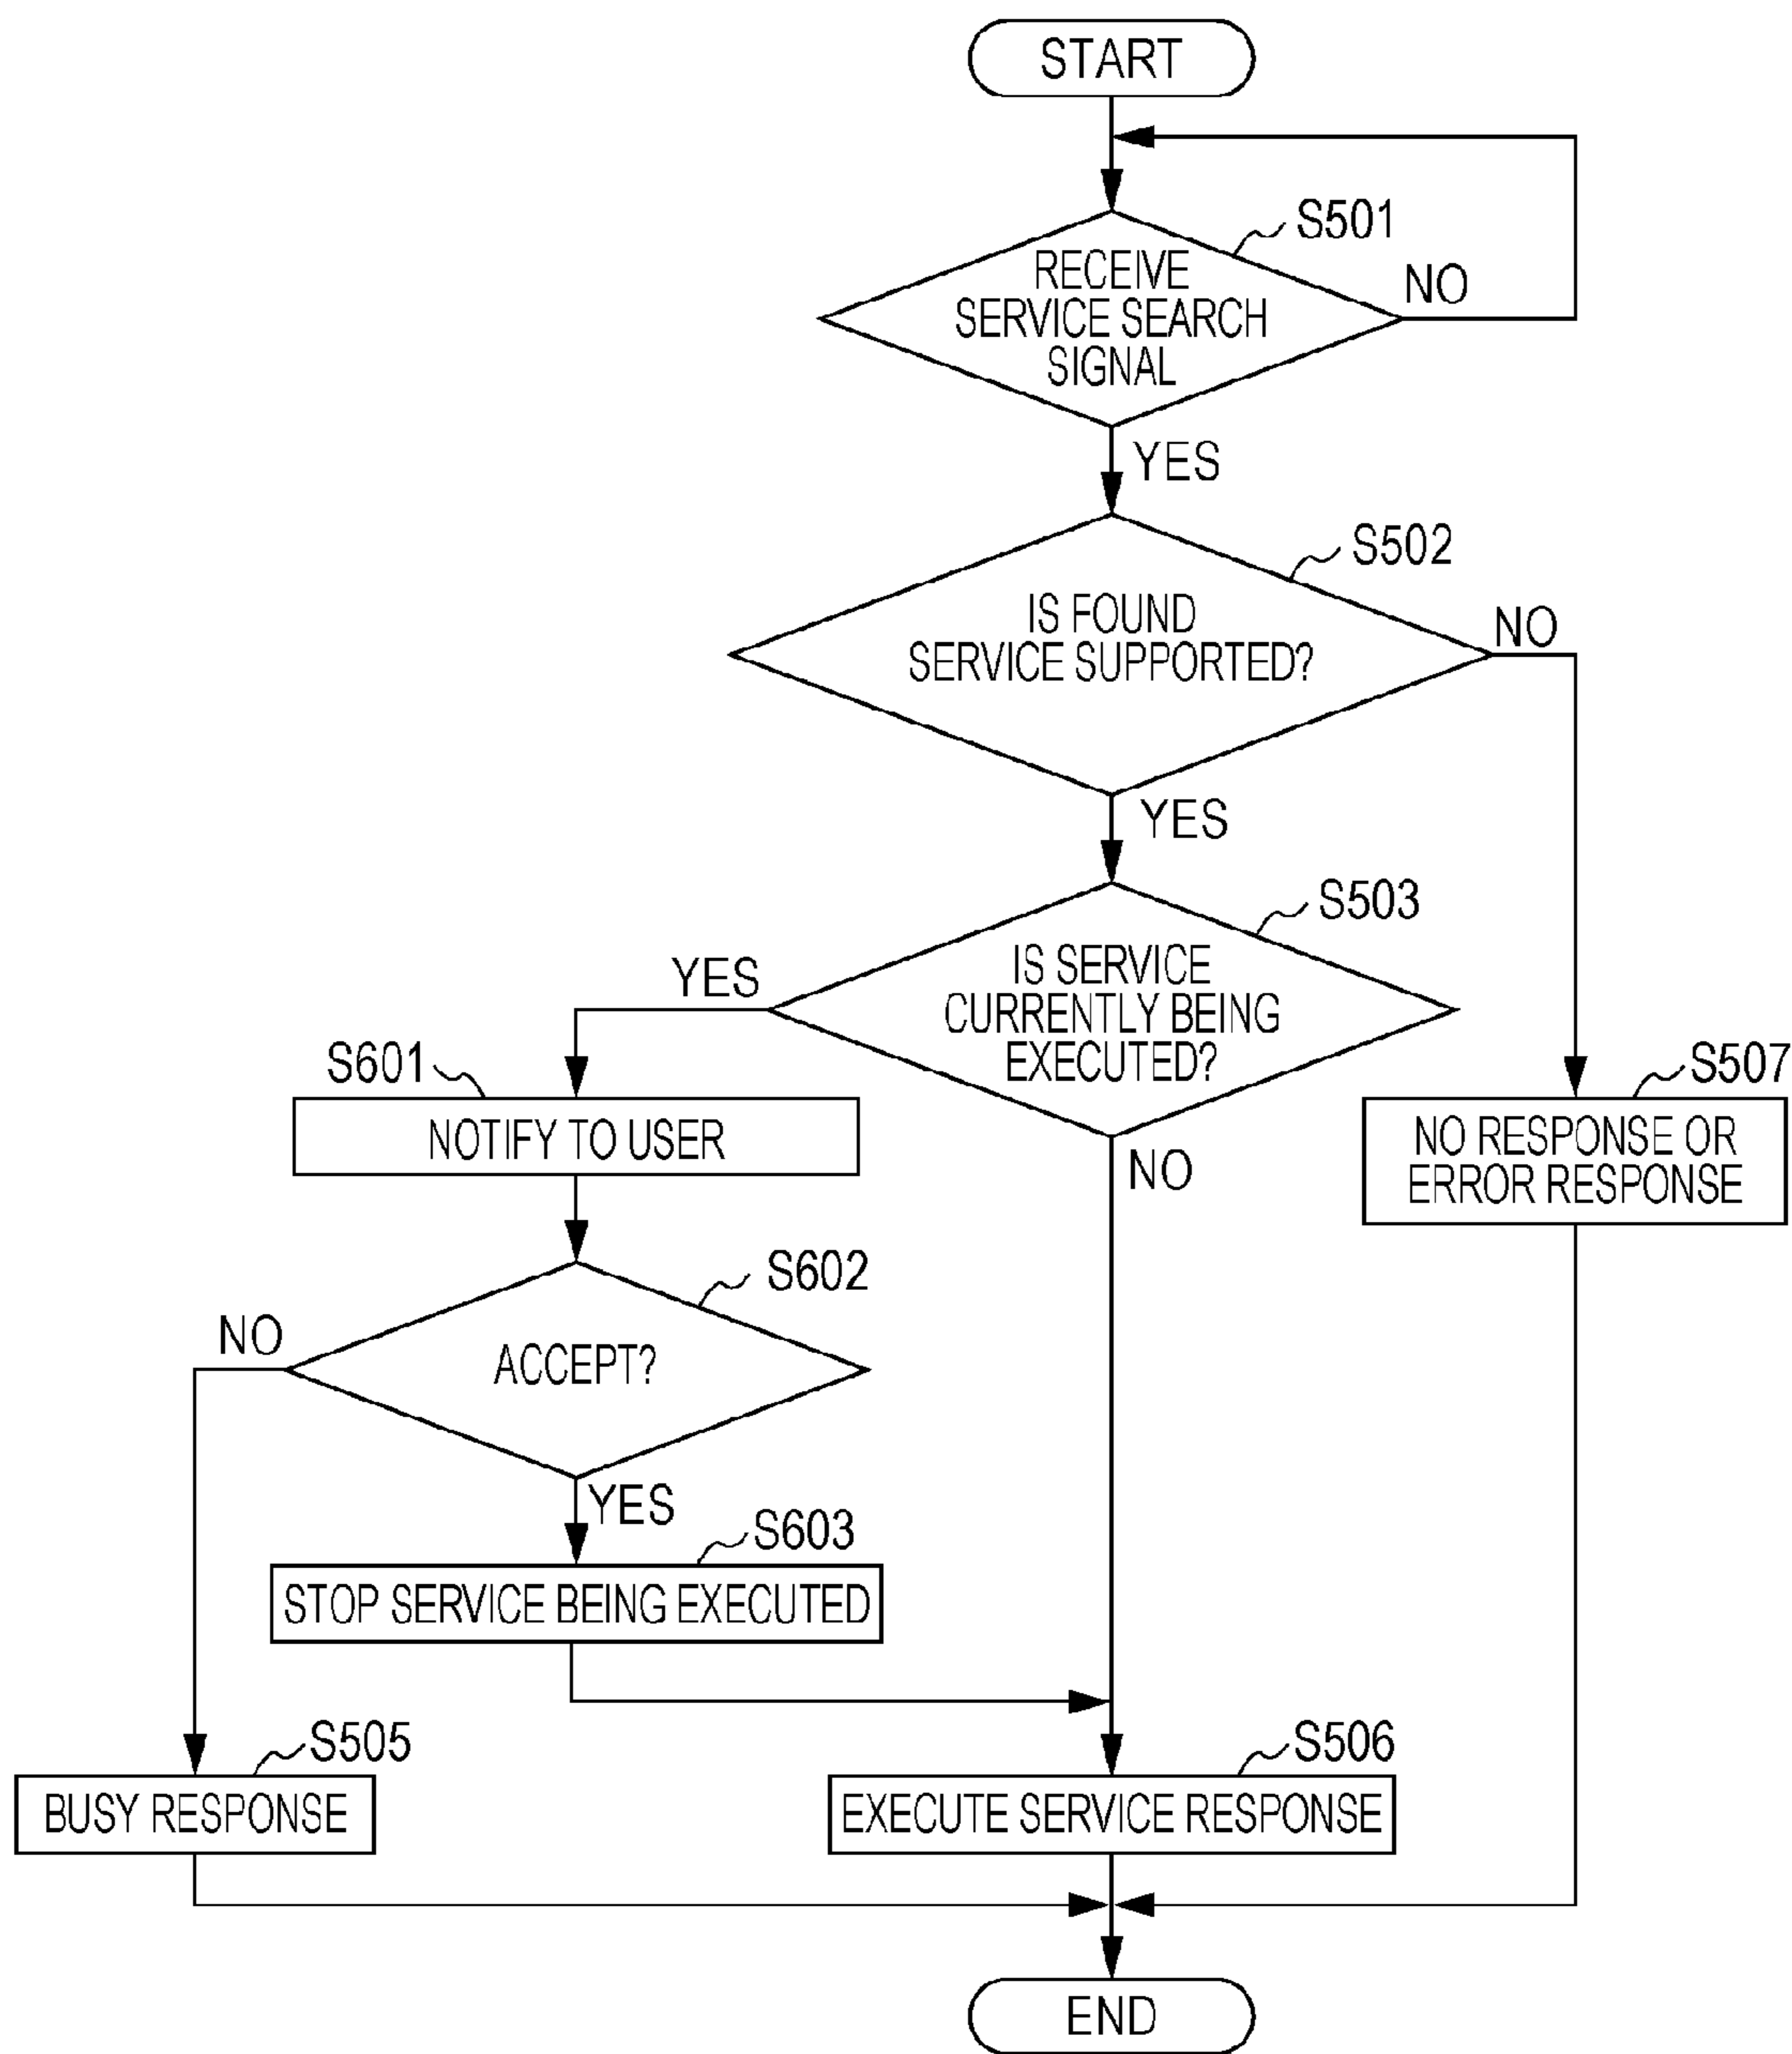 START
S501
RECEIVE
SERVICE SEARCH
SIGNAL
NO
YES
S502
IS FOUND
SERVICE SUPPORTED?
NO
YES
S503
IS SERVICE
CURRENTLY BEING
EXECUTED?
YES
NO
S601
NOTIFY TO USER
S507
NO RESPONSE OR
ERROR RESPONSE
S602
ACCEPT?
NO
YES
S603
STOP SERVICE BEING EXECUTED
S505
BUSY RESPONSE
S506
EXECUTE SERVICE RESPONSE
END